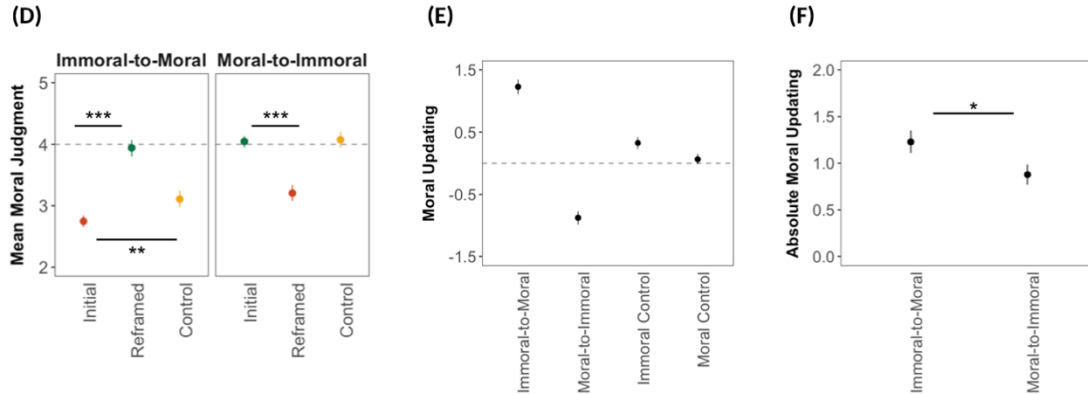 (D)
Immoral-to-Moral Moral-to-Immoral
Mean Moral Judgment
5
4
3
2
***
**
***
Initial
Reframed
Control
Initial
Reframed
Control
(E)
Moral Updating
1.5
0.5
-0.5
-1.5
Immoral-to-Moral
Moral-to-Immoral
Immoral Control
Moral Control
(F)
Absolute Moral Updating
2.0
1.5
1.0
0.5
0.0
*
Immoral-to-Moral
Moral-to-Immoral